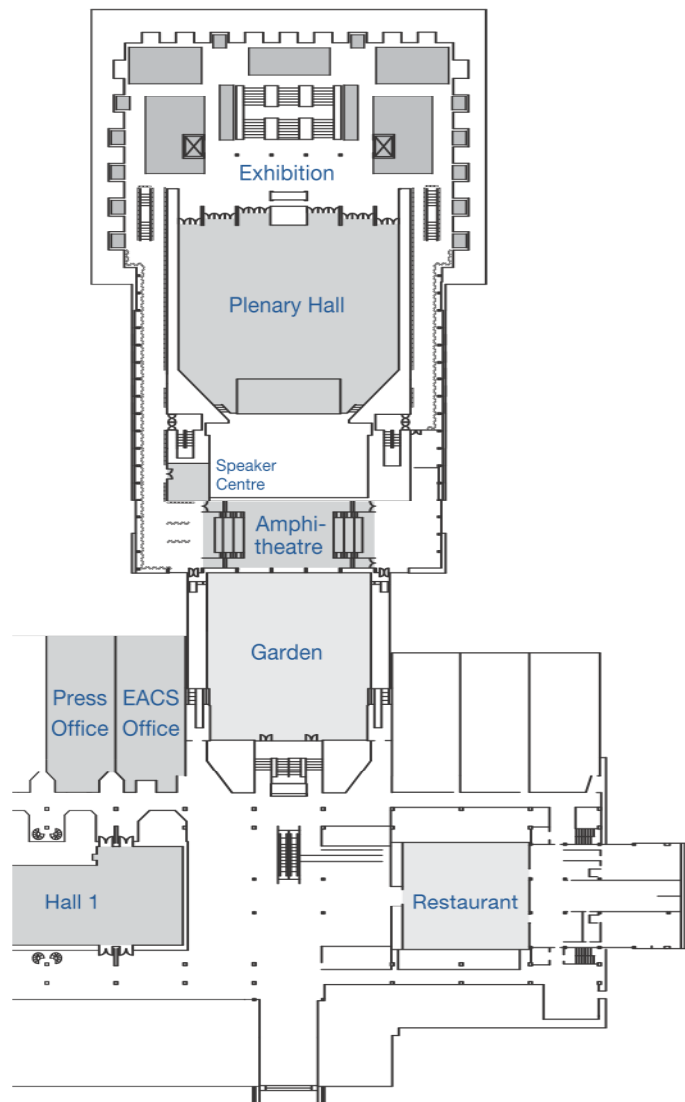 Exhibition
Plenary Hall
Speaker
Centre
Amphi-
theatre
Garden
Press
Office
EACS
Office
Hall 1
Restaurant